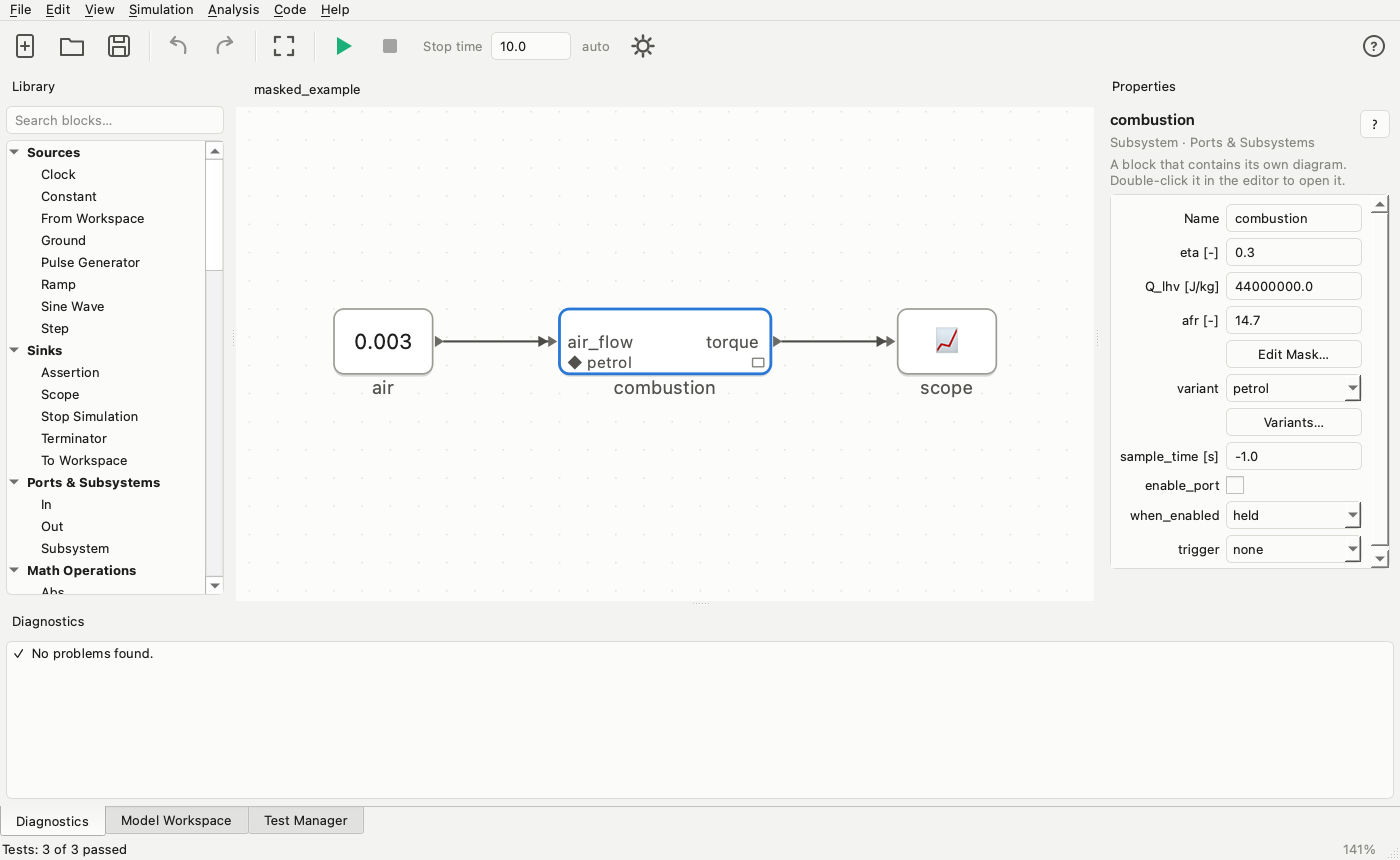 File Edit View Simulation Analysis Code Help
Stop time 10.0 auto
Library
Search blocks...
Sources
Clock
Constant
From Workspace
Ground
Pulse Generator
Ramp
Sine Wave
Step
Sinks
Assertion
Scope
Stop Simulation
Terminator
To Workspace
Ports & Subsystems
In
Out
Subsystem
Math Operations
Abs
masked_example
0.003
air
air_flow torque
◆ petrol
combustion
scope
Properties
combustion
?
Subsystem · Ports & Subsystems
A block that contains its own diagram.
Double-click it in the editor to open it.
Name combustion
eta [-] 0.3
Q_lhv [J/kg] 44000000.0
afr [-] 14.7
Edit Mask...
variant petrol
Variants...
sample_time [s] -1.0
enable_port
when_enabled held
trigger none
Diagnostics
✓ No problems found.
Diagnostics Model Workspace Test Manager
Tests: 3 of 3 passed
141%